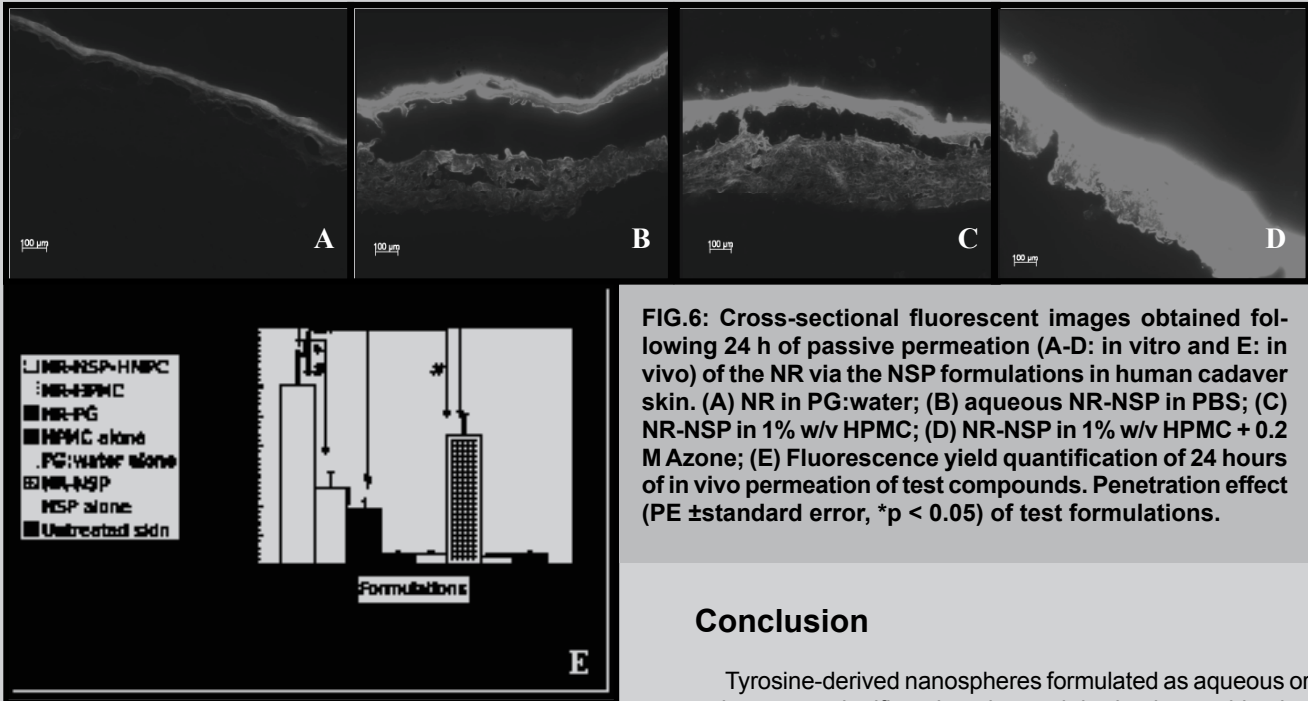 A
B
C
D
100 µm
100 µm
100 µm
100 µm
NR-NSP-HMPC
NR-HPMC
NR-PG
HPMC alone
PG:water alone
NR-NSP
NSP alone
Untreated skin
*
#
#
*
Formulations
E
FIG.6: Cross-sectional fluorescent images obtained fol-
lowing 24 h of passive permeation (A-D: in vitro and E: in
vivo) of the NR via the NSP formulations in human cadaver
skin. (A) NR in PG:water; (B) aqueous NR-NSP in PBS; (C)
NR-NSP in 1% w/v HPMC; (D) NR-NSP in 1% w/v HPMC + 0.2
M Azone; (E) Fluorescence yield quantification of 24 hours
of in vivo permeation of test compounds. Penetration effect
(PE ±standard error, *p < 0.05) of test formulations.
Conclusion
Tyrosine-derived nanospheres formulated as aqueous or